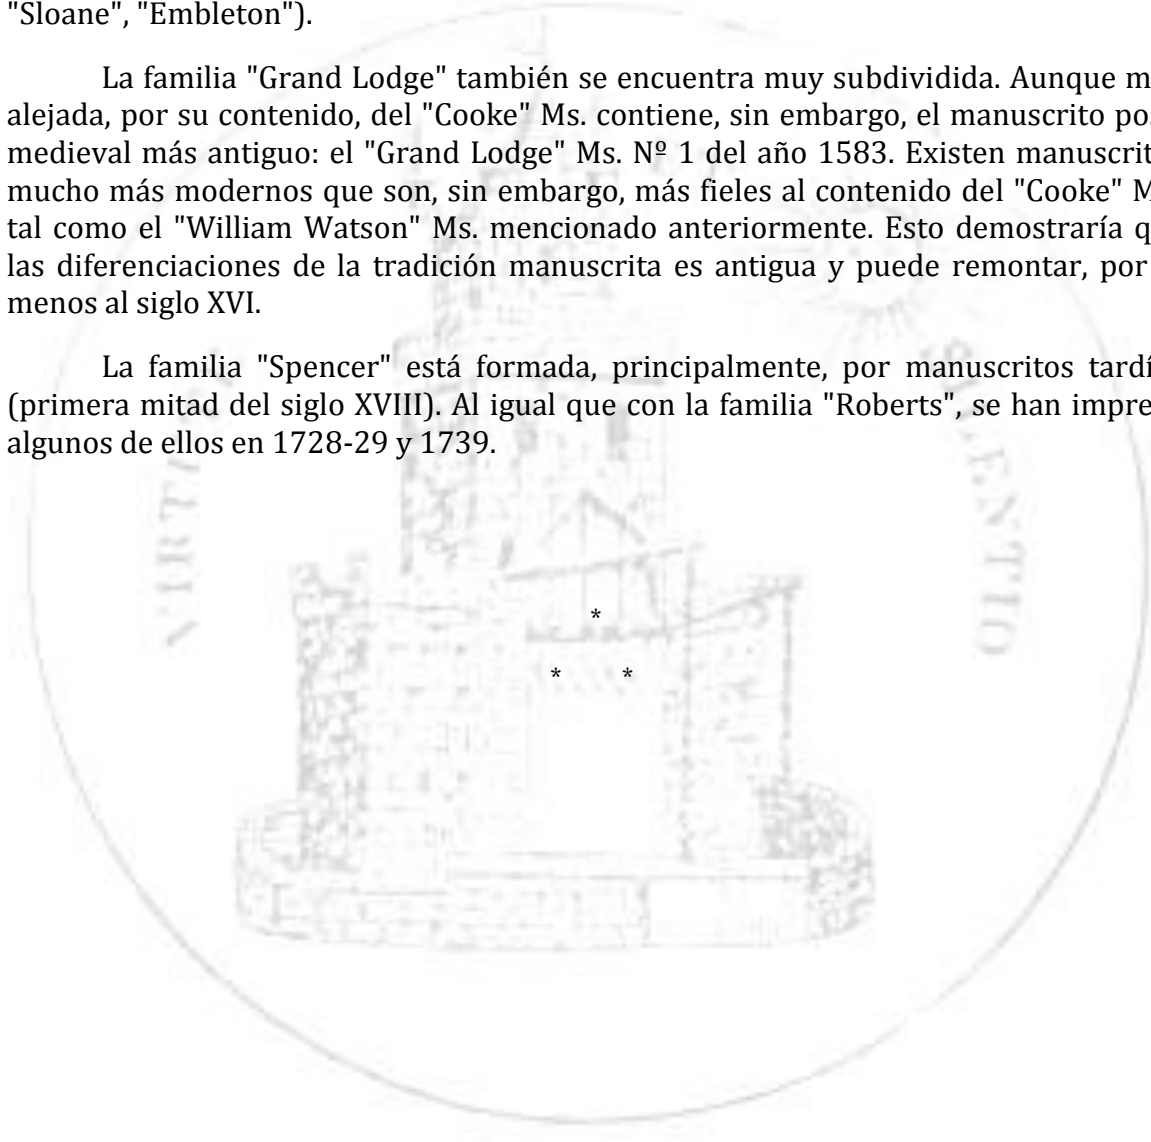 "Sloane", "Embleton").
La familia "Grand Lodge" también se encuentra muy subdividida. Aunque m
alejada, por su contenido, del "Cooke" Ms. contiene, sin embargo, el manuscrito pos
medieval más antiguo: el "Grand Lodge" Ms. Nº 1 del año 1583. Existen manuscrit
mucho más modernos que son, sin embargo, más fieles al contenido del "Cooke" M
tal como el "William Watson" Ms. mencionado anteriormente. Esto demostraría q
las diferenciaciones de la tradición manuscrita es antigua y puede remontar, por
menos al siglo XVI.
La familia "Spencer" está formada, principalmente, por manuscritos tardí
(primera mitad del siglo XVIII). Al igual que con la familia "Roberts", se han impre
algunos de ellos en 1728-29 y 1739.
*
* *